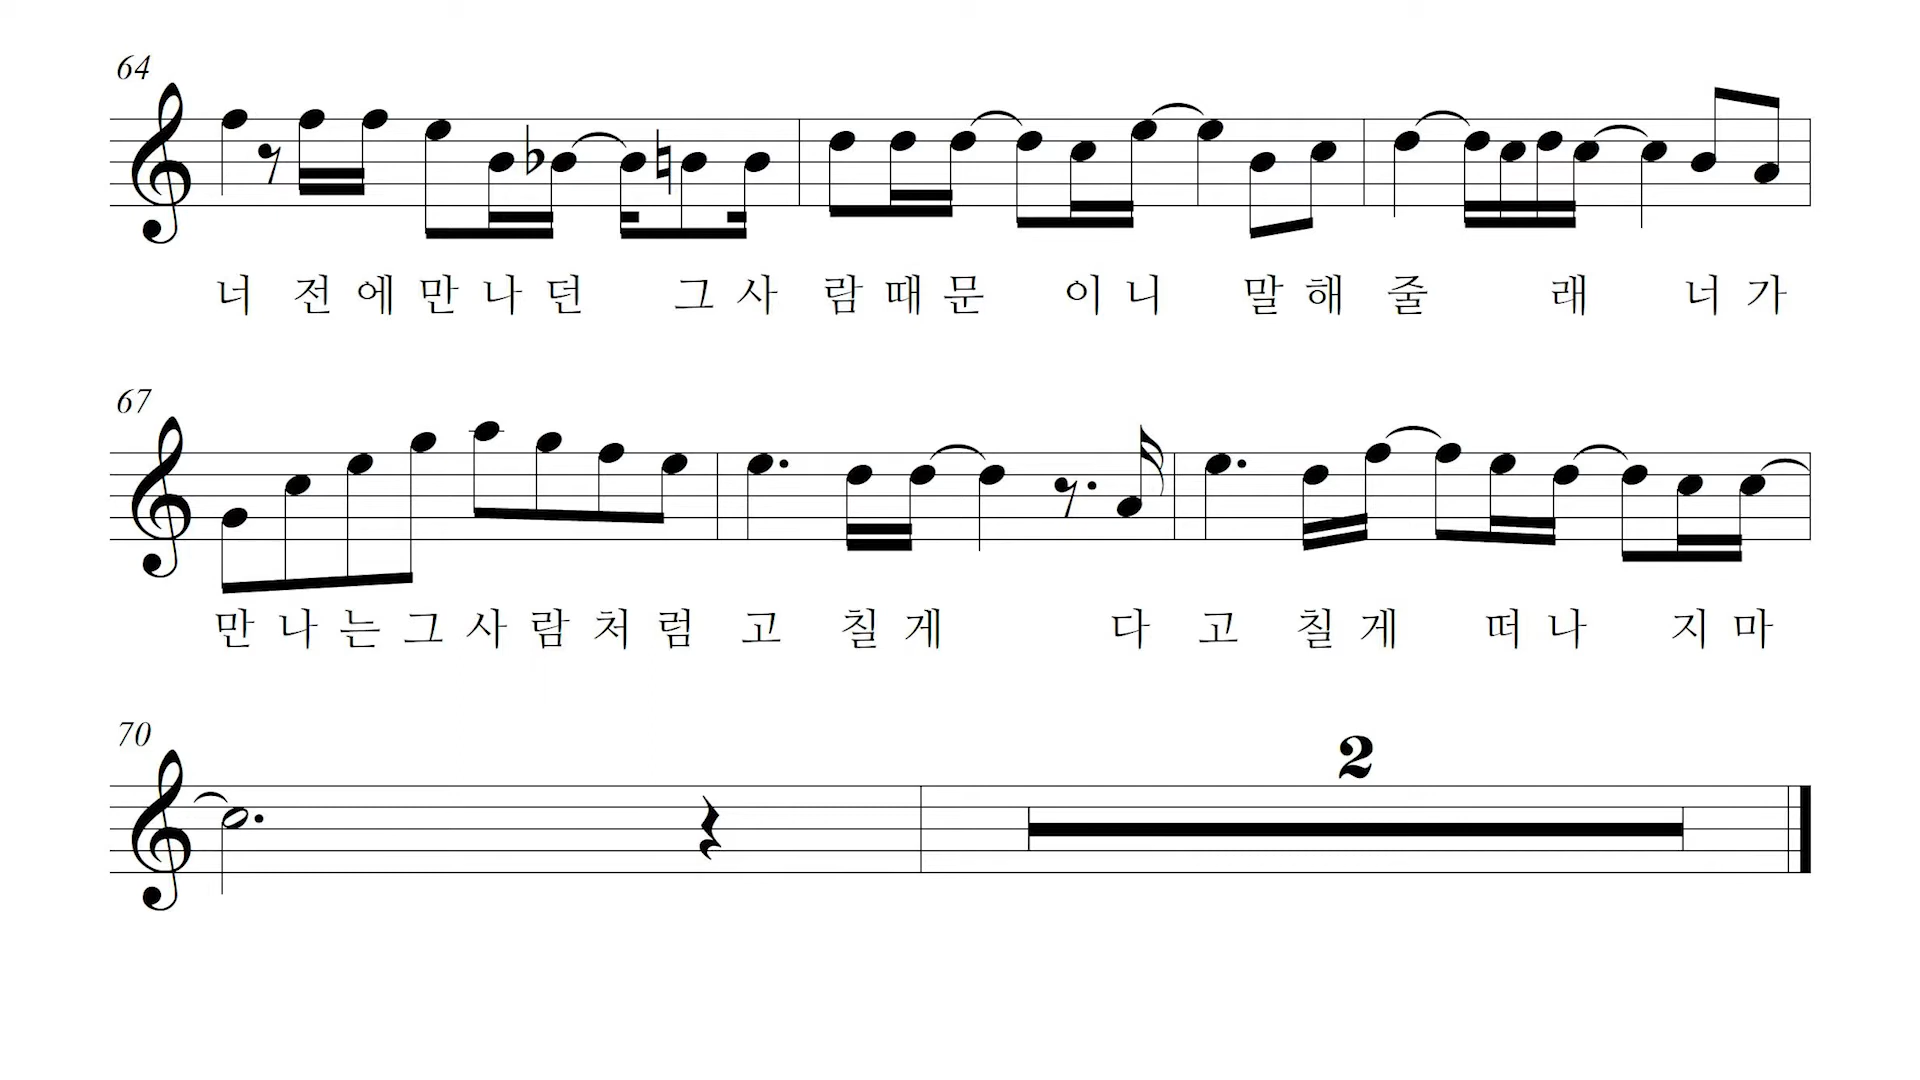 64
너 전 에 만 나 던 그 사 람 때 문 이 니 말 해 줄 래 너 가
67
만 나 는 그 사 람 처 럼 고 칠 게 다 고 칠 게 떠 나 지 마
70
2